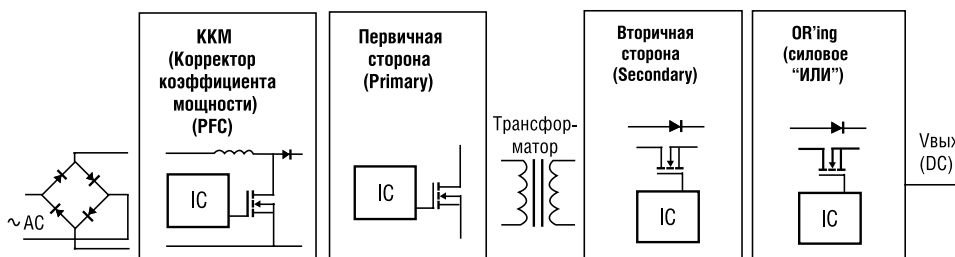 ККМ
(Корректор
коэффициента
мощности)
(PFC)
IC
~ AC
Первичная
сторона
(Primary)
IC
Трансфор-
матор
Вторичная
сторона
(Secondary)
IC
OR'ing
(силовое
“ИЛИ”)
IC
Vвых
(DC)